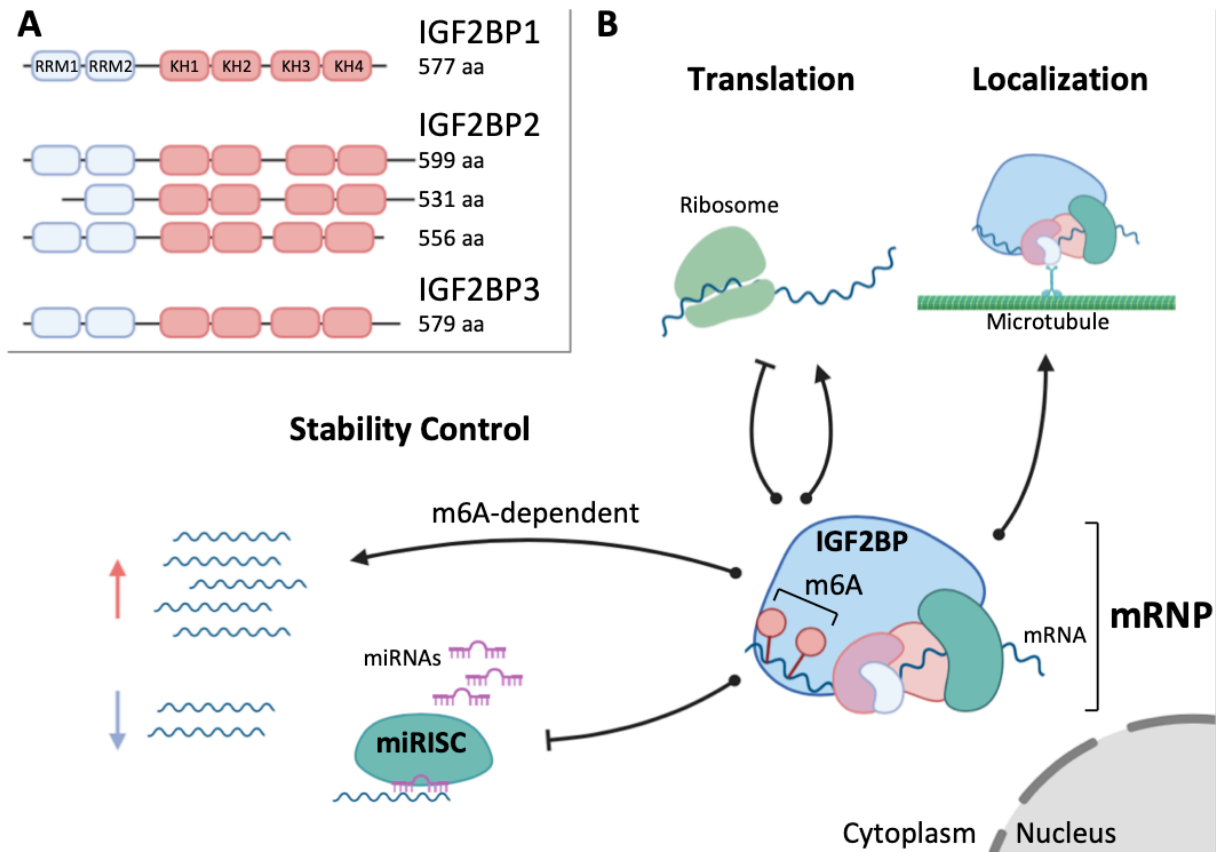 A
IGF2BP1
RRM1 RRM2 KH1 KH2 KH3 KH4 577 aa
IGF2BP2
599 aa
531 aa
556 aa
IGF2BP3
579 aa
B
Translation
Localization
Ribosome
Microtubule
Stability Control
m6A-dependent
IGF2BP
m6A
mRNA
mRNP
miRNAs
miRISC
Cytoplasm
Nucleus